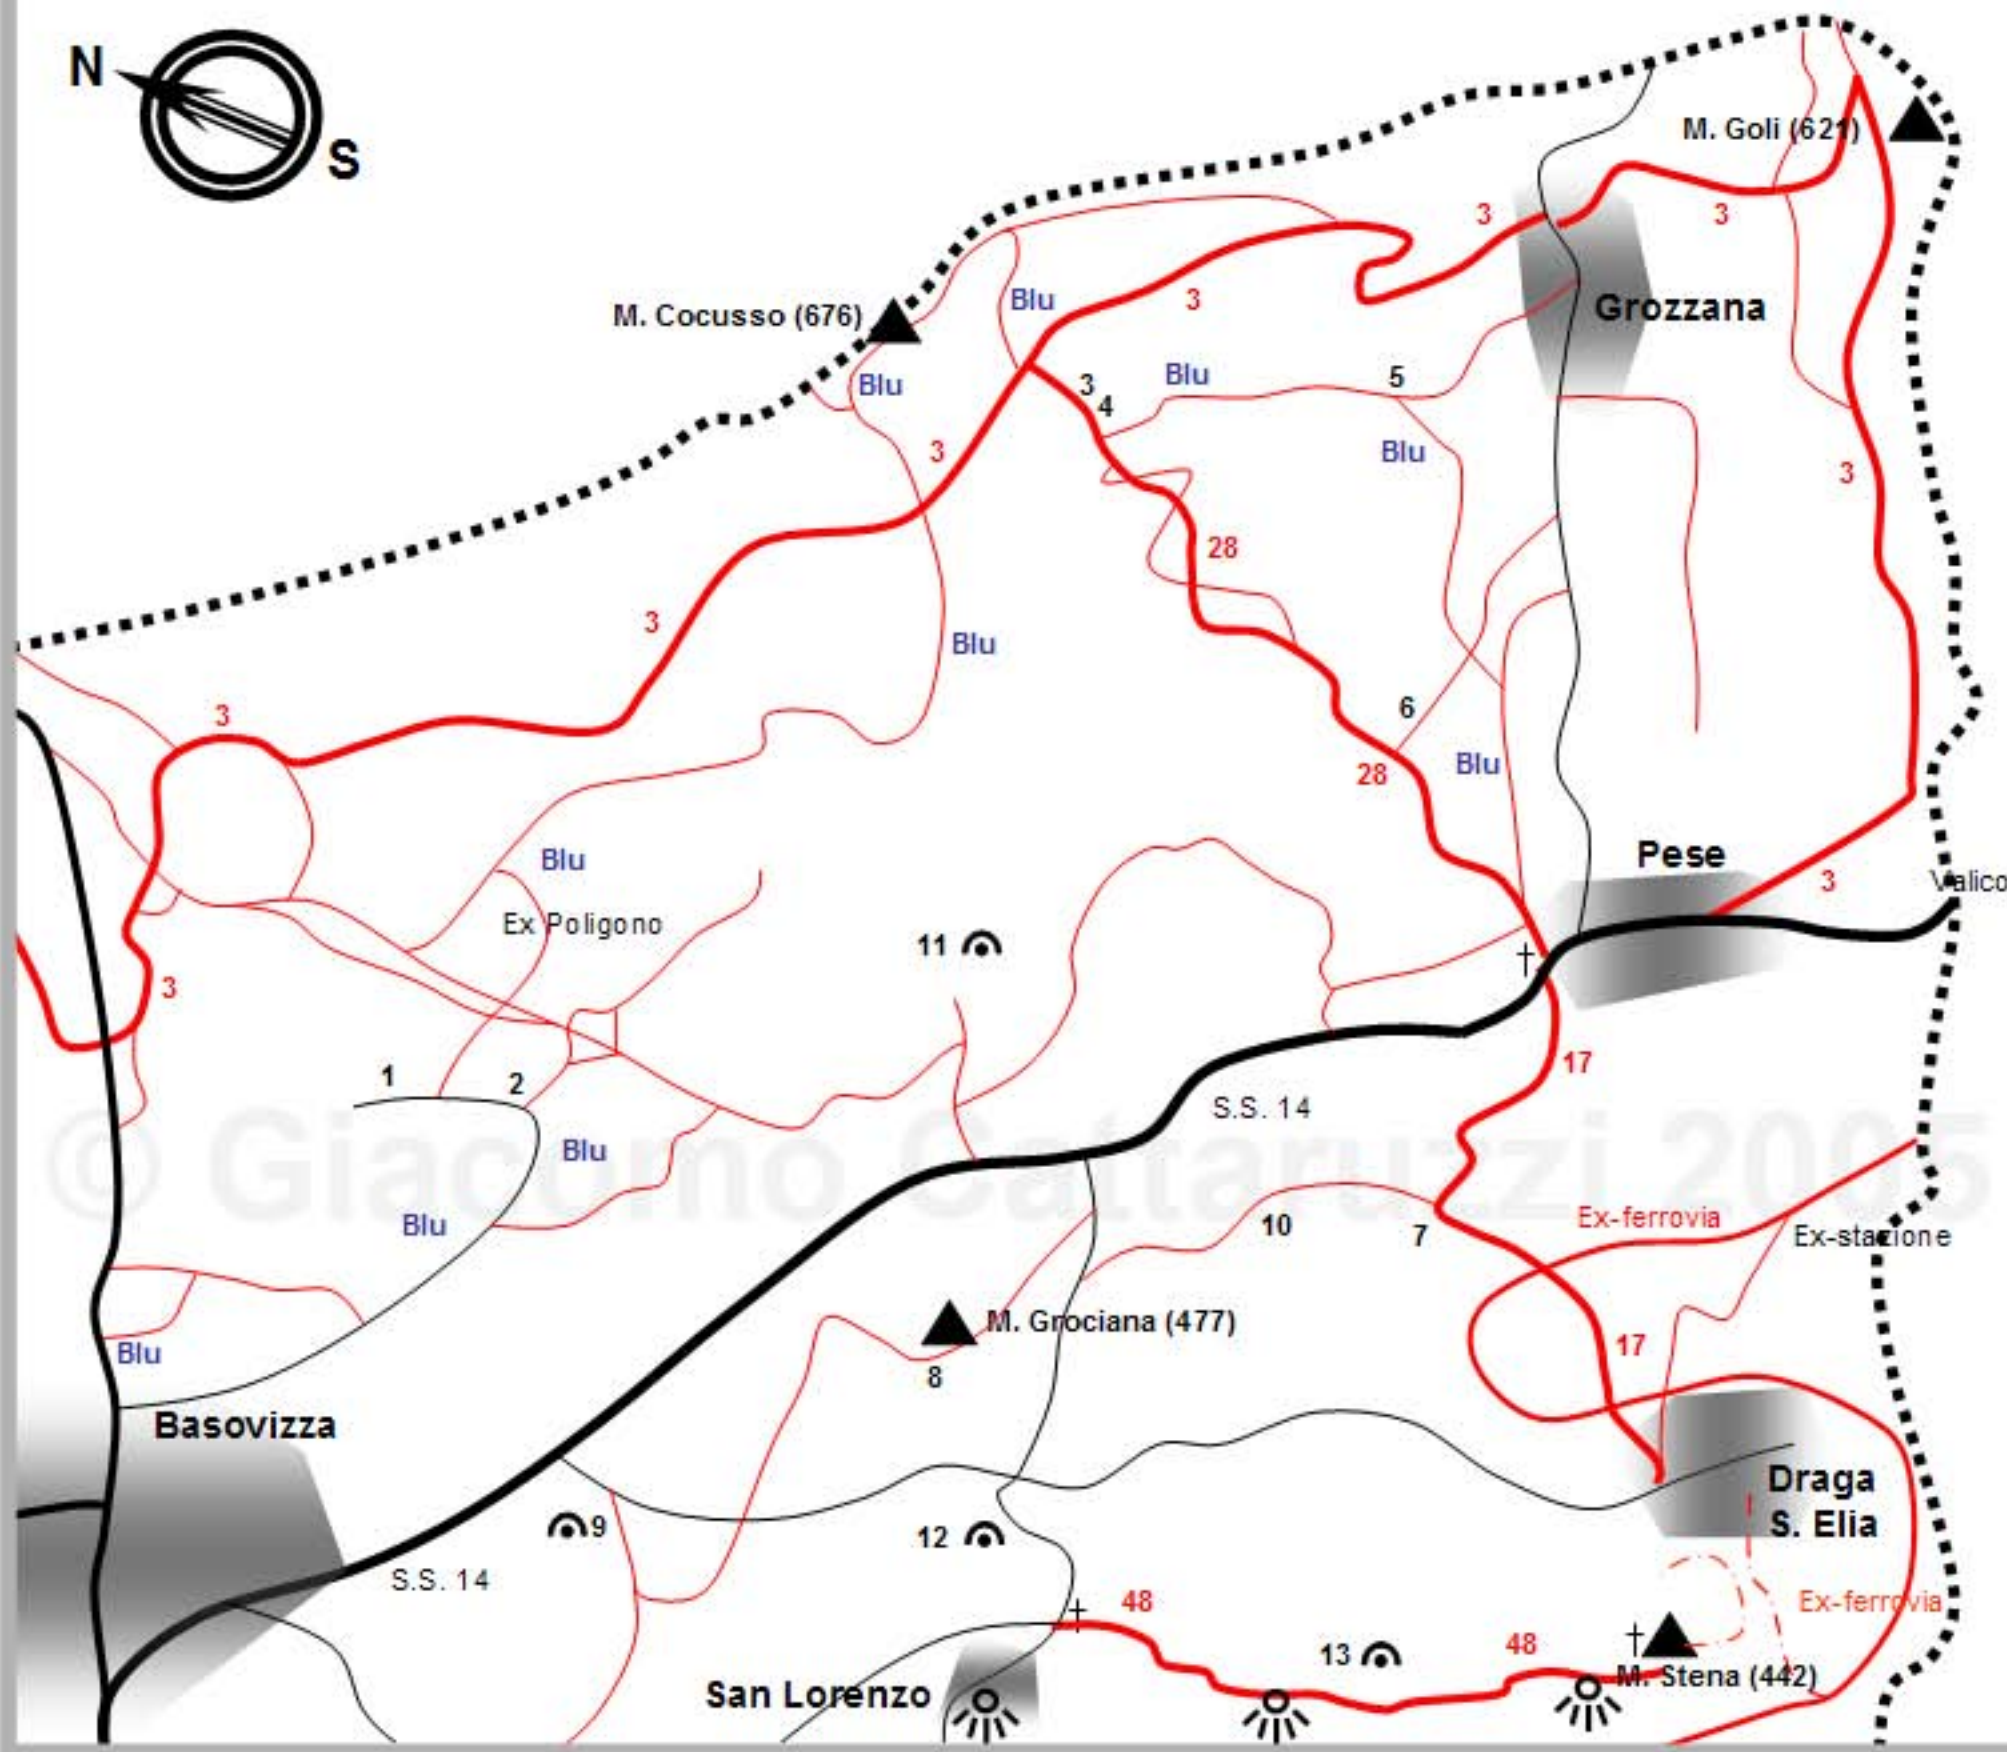 N
S
M. Goli (621)
3
3
Grozzana
Blu
3
M. Cocusso (676)
Blu
3
4
Blu
5
Blu
3
3
28
3
Blu
6
Blu
28
3
Blu
Pese
3
Valico
Ex Poligono
11
†
3
1
2
17
S.S. 14
Blu
© Giacomo Cattaruzzi 2005
Blu
10
7
Ex-ferrovia
Ex-stazione
M. Grociana (477)
17
Blu
8
Basovizza
Draga
S. Elia
9
12
S.S. 14
†
48
Ex-ferrovia
13
48
†
M. Stena (442)
San Lorenzo